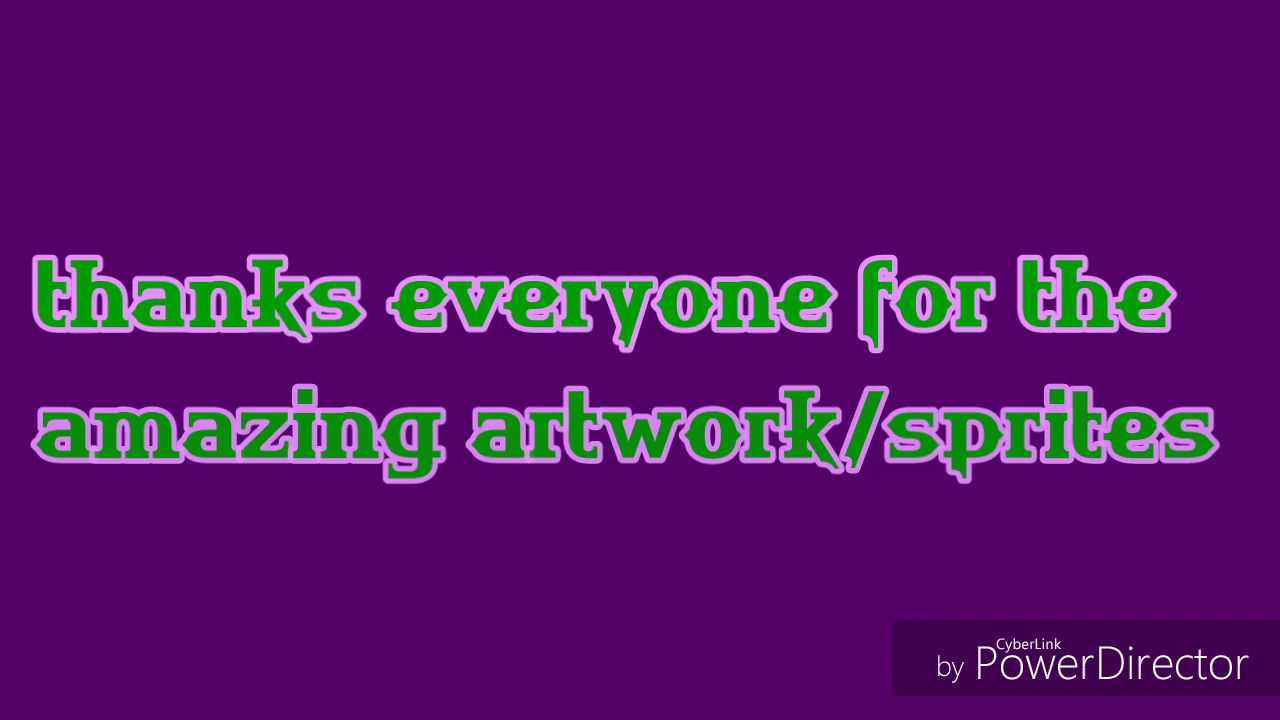 thanks everyone for the
amazing artwork/sprites
CyberLink
by PowerDirector